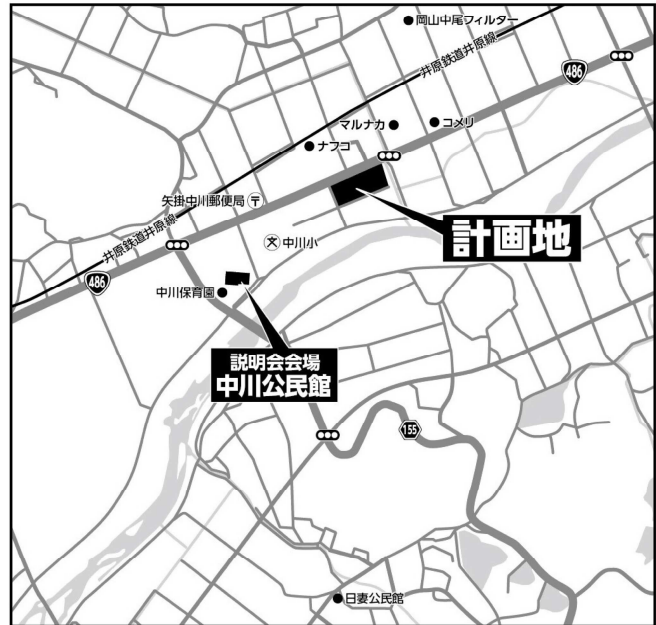 岡山中尾フィルター
井原鉄道井原線
486
マルナカ
コメリ
ナフコ
矢掛中川郵便局
計画地
中川小
井原鉄道井原線
486
中川保育園
説明会会場
中川公民館
155
日妻公民館